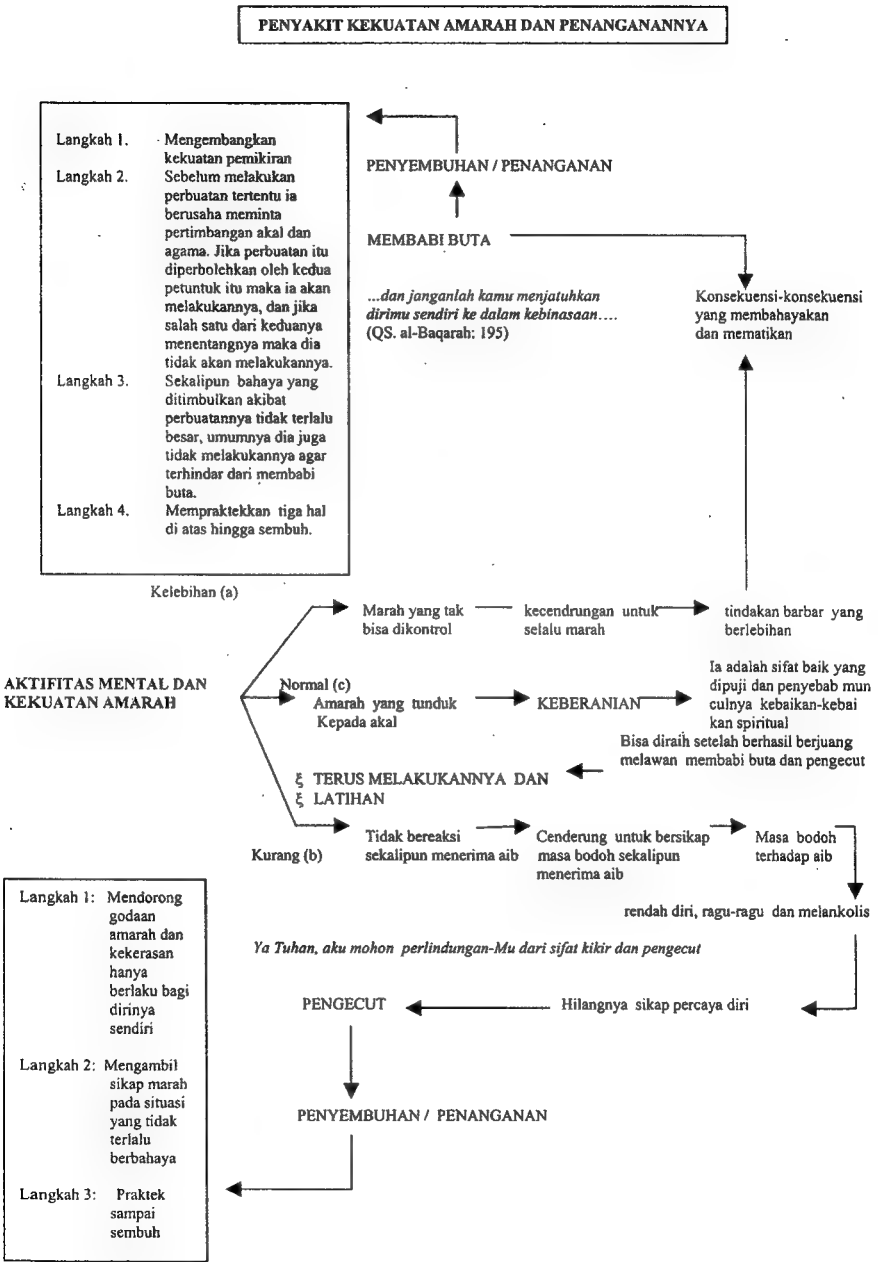 PENYAKIT KEKUATAN AMARAH DAN PENANGANANNYA
Langkah 1. Mengembangkan
kekuatan pemikiran
Langkah 2. Sebelum melakukan
perbuatan tertentu ia
berusaha meminta
pertimbangan akal dan
agama. Jika perbuatan itu
diperbolehkan oleh kedua
petuntuk itu maka ia akan
melakukannya, dan jika
salah satu dari keduanya
menentangnya maka dia
tidak akan melakukannya.
Langkah 3. Sekalipun bahaya yang
ditimbulkan akibat
perbuatannya tidak terlalu
besar, umumnya dia juga
tidak melakukannya agar
terhindar dari membabi
buta.
Langkah 4. Mempraktekkan tiga hal
di atas hingga sembuh.
PENYEMBUHAN / PENANGANAN
MEMBABI BUTA
...dan janganlah kamu menjatuhkan
dirimu sendiri ke dalam kebinasaan....
(QS. al-Baqarah: 195)
Konsekuensi-konsekuensi
yang membahayakan
dan mematikan
Kelebihan (a)
Marah yang tak
bisa dikontrol
kecendrungan untuk
selalu marah
tindakan barbar yang
berlebihan
AKTIFITAS MENTAL DAN
KEKUATAN AMARAH
Normal (c)
Amarah yang tunduk
Kepada akal
KEBERANIAN
Ia adalah sifat baik yang
dipuji dan penyebab mun
culnya kebaikan-kebai
kan spiritual
Bisa diraih setelah berhasil berjuang
melawan membabi buta dan pengecut
ξ TERUS MELAKUKANNYA DAN
ξ LATIHAN
Kurang (b)
Tidak bereaksi
sekalipun menerima aib
Cenderung untuk bersikap
masa bodoh sekalipun
menerima aib
Masa bodoh
terhadap aib
rendah diri, ragu-ragu dan melankolis
Ya Tuhan, aku mohon perlindungan-Mu dari sifat kikir dan pengecut
Hilangnya sikap percaya diri
PENGECUT
PENYEMBUHAN / PENANGANAN
Langkah 1: Mendorong
godaan
amarah dan
kekerasan
hanya
berlaku bagi
dirinya
sendiri
Langkah 2: Mengambil
sikap marah
pada situasi
yang tidak
terlalu
berbahaya
Langkah 3: Praktek
sampai
sembuh